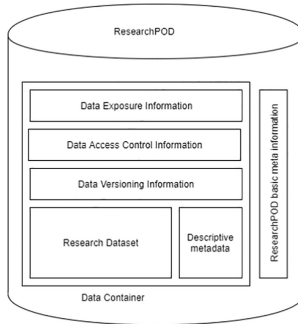 ResearchPOD
Data Exposure Information
Data Access Control Information
Data Versioning Information
Research Dataset
Descriptive
metadata
ResearchPOD basic meta information
Data Container